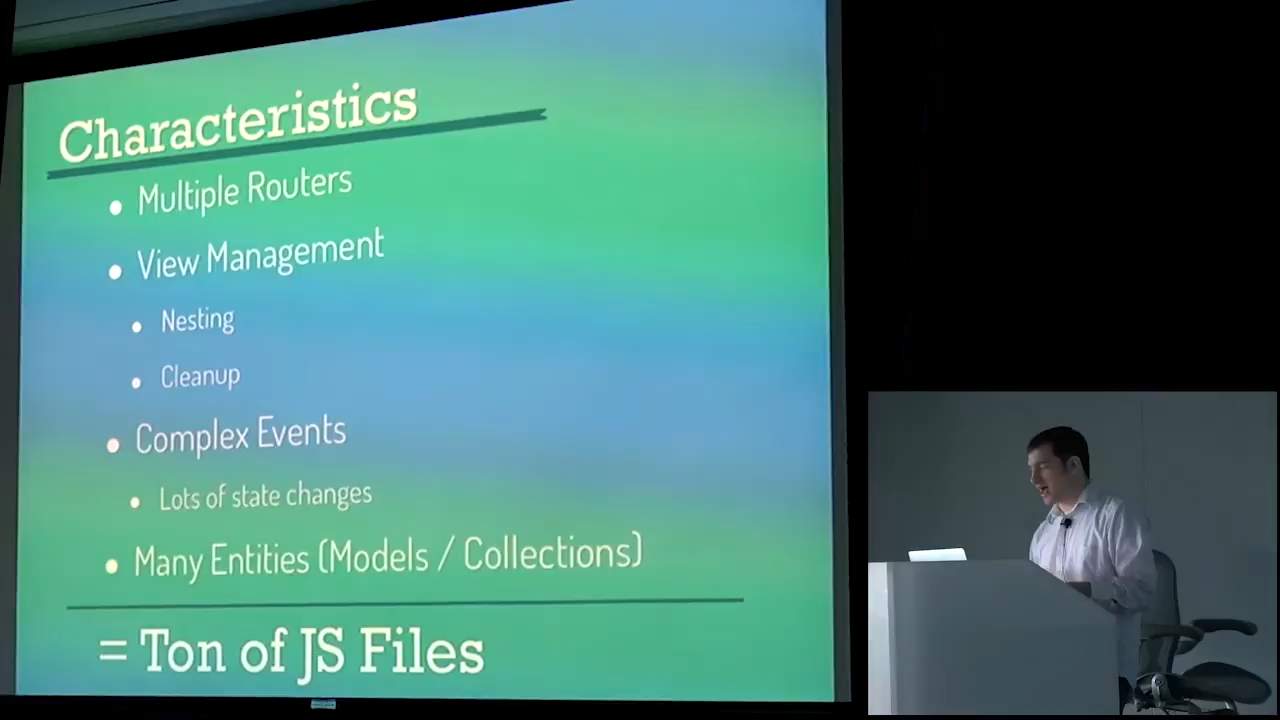 Characteristics
Multiple Routers
View Management
Nesting
Cleanup
Complex Events
Lots of state changes
Many Entities (Models / Collections)
= Ton of JS Files